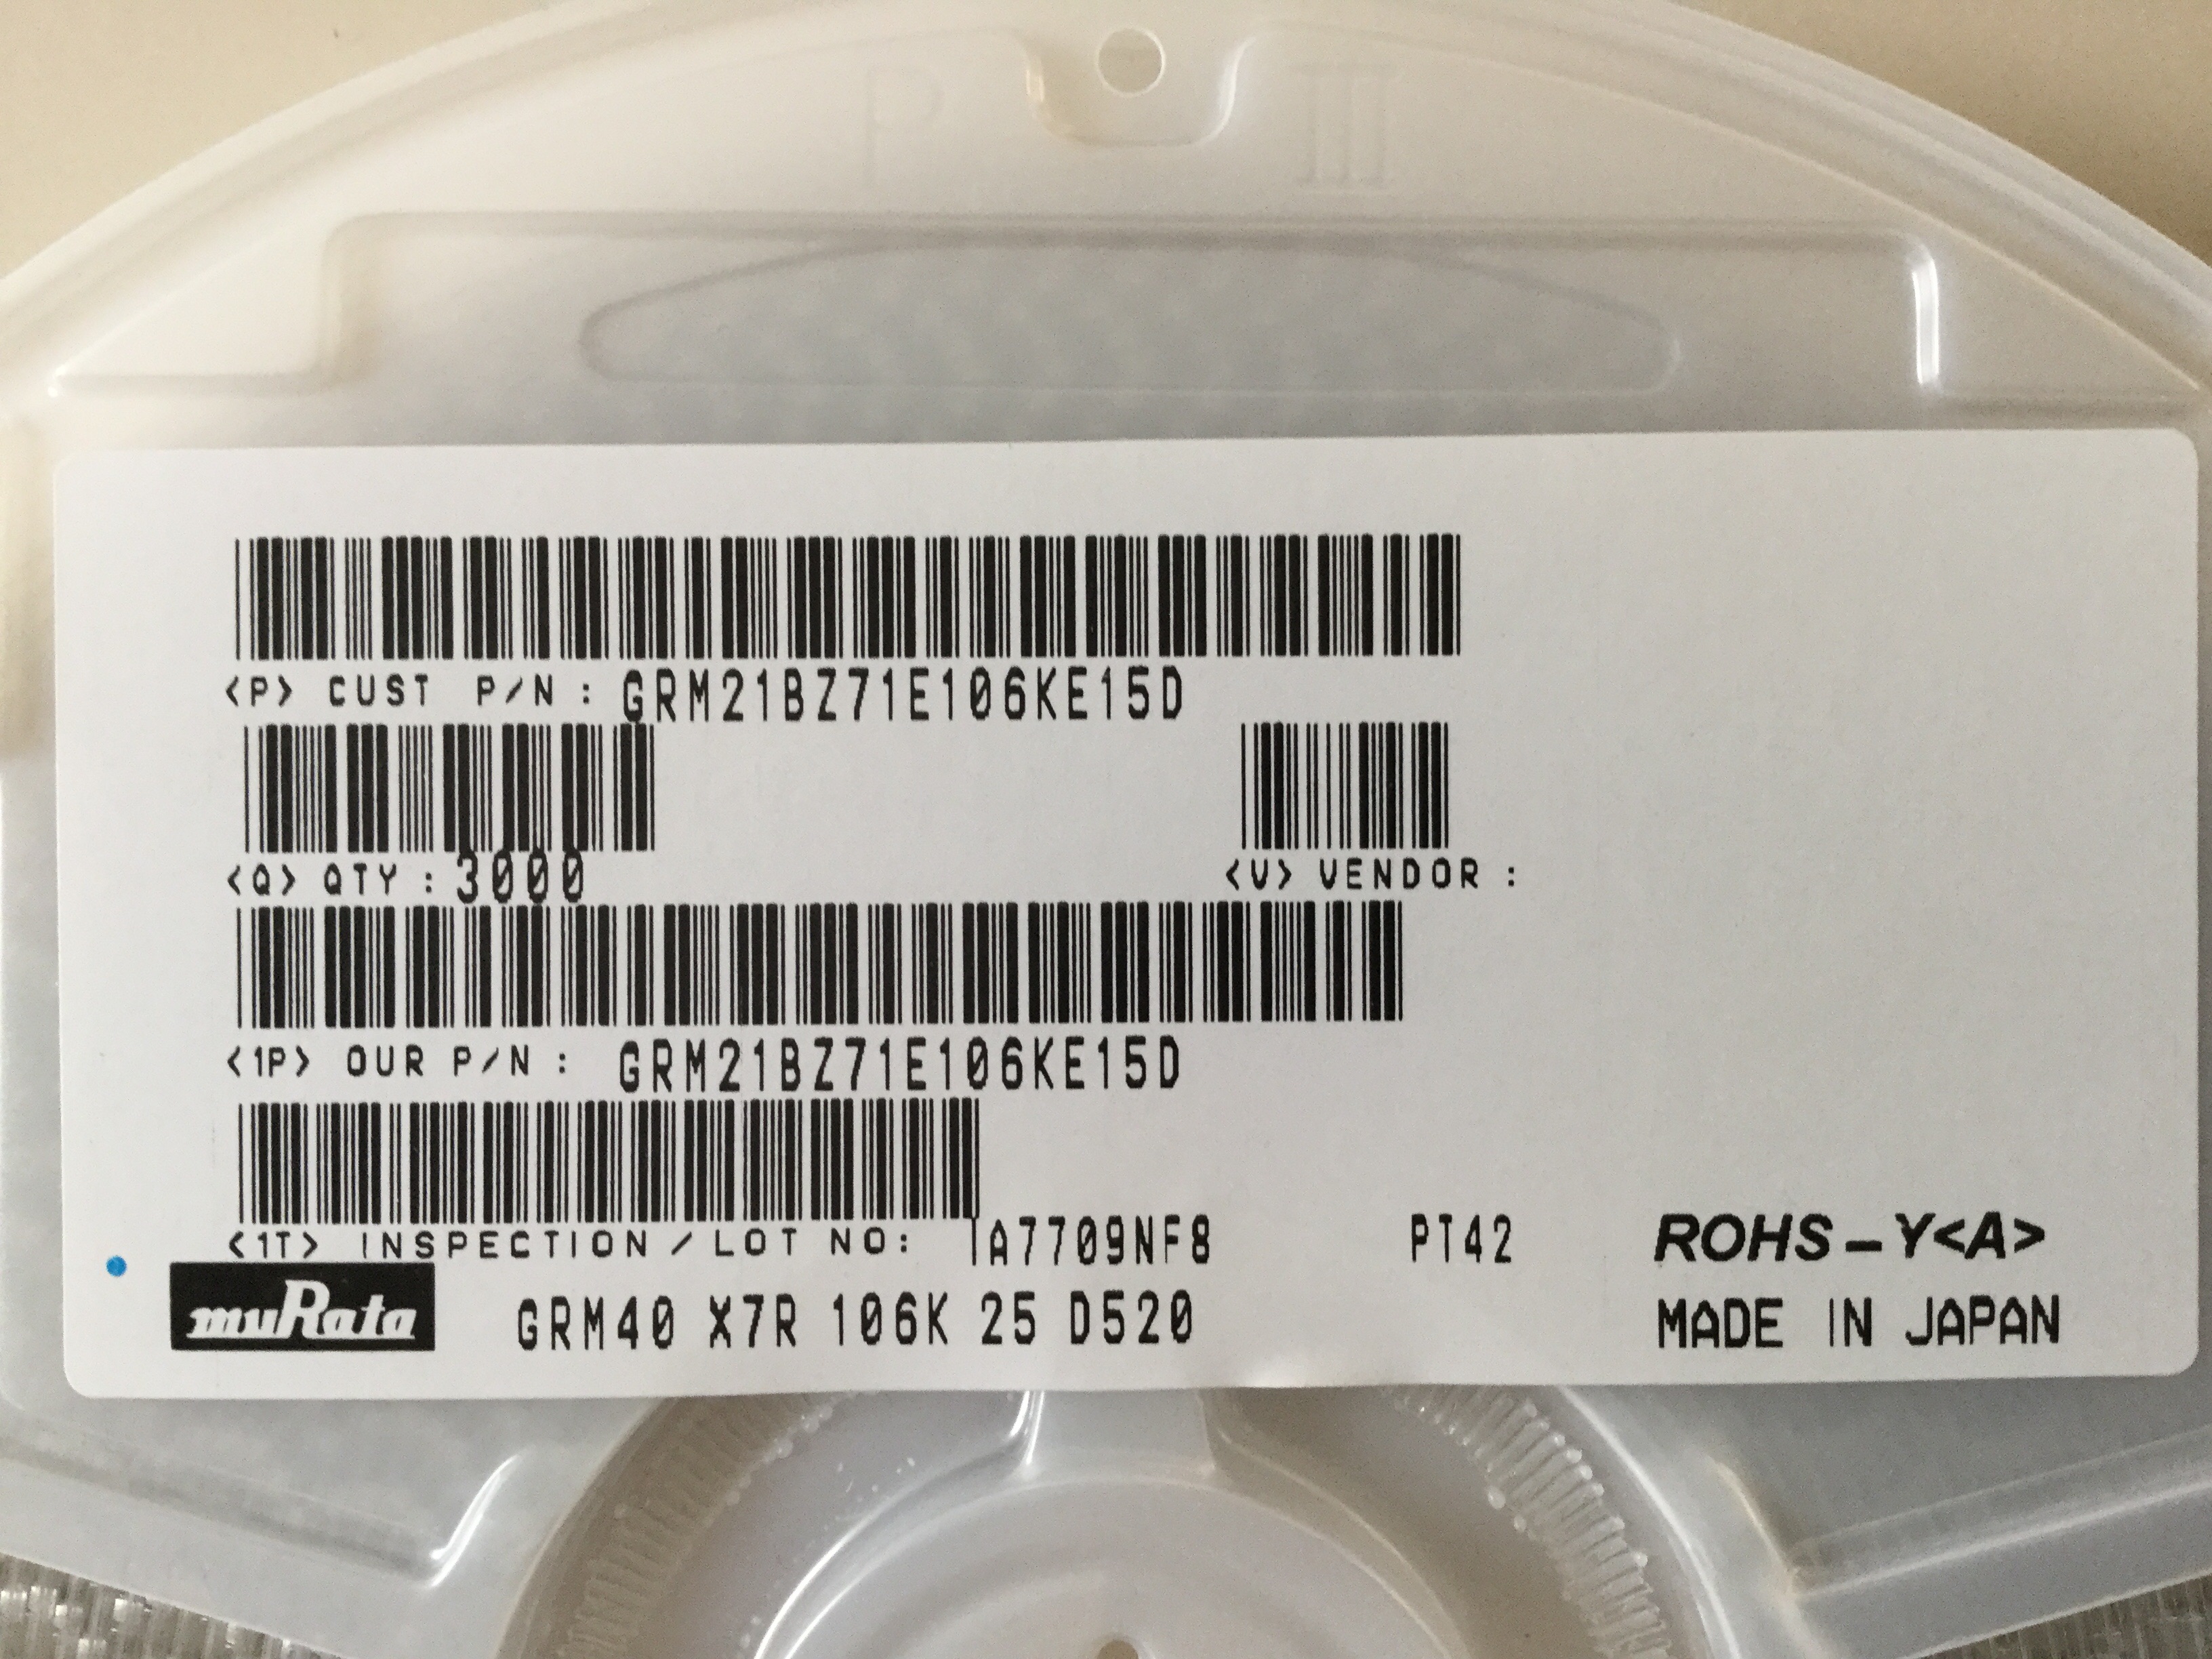 P III
<P> CUST P/N : GRM21BZ71E106KE15D
<Q> QTY : 3000
<V> VENDOR :
<1P> OUR P/N : GRM21BZ71E106KE15D
<1T> INSPECTION / LOT NO: IA7709NF8 PT42 ROHS-Y<A>
muRata GRM40 X7R 106K 25 D520 MADE IN JAPAN